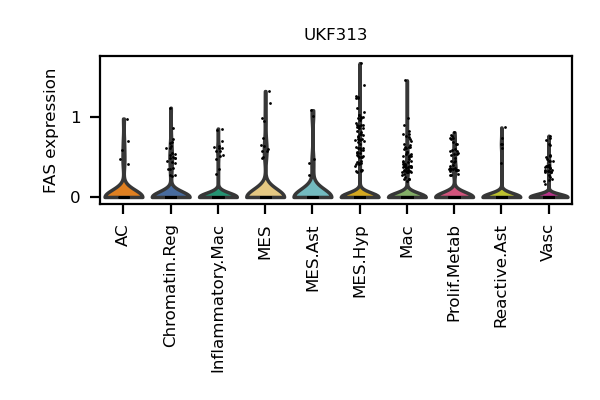 UKF313
FAS expression
1
0
AC
Chromatin.Reg
Inflammatory.Mac
MES
MES.Ast
MES.Hyp
Mac
Prolif.Metab
Reactive.Ast
Vasc